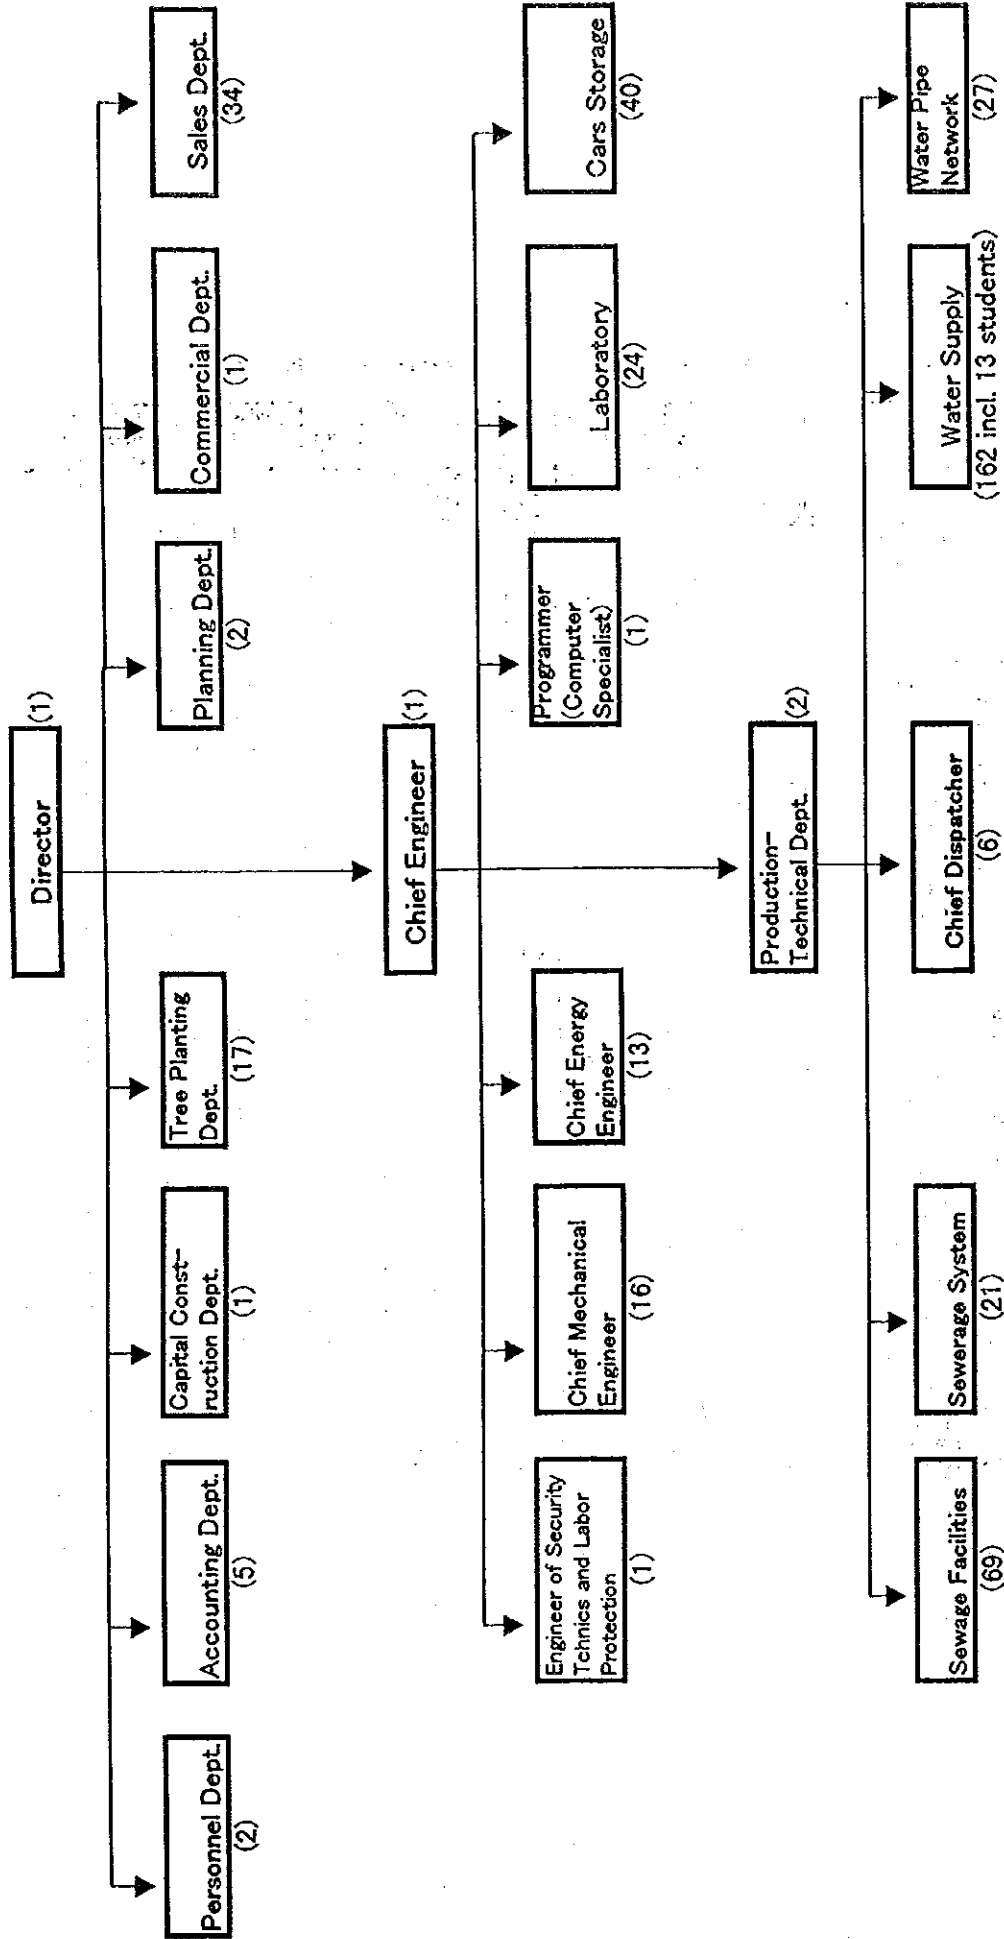 Director
(1)
Personnel Dept.
(2)
Accounting Dept.
(5)
Capital Const-
ruction Dept.
(1)
Tree Planting
Dept.
(17)
Planning Dept.
(2)
Commercial Dept.
(1)
Sales Dept.
(34)
Chief Engineer
(1)
Engineer of Security
Tchnics and Labor
Protection
(1)
Chief Mechanical
Engineer
(16)
Chief Energy
Engineer
(13)
Programmer
(Computer
Specialist)
(1)
Laboratory
(24)
Cars Storage
(40)
Production-
Technical Dept.
(2)
Sewage Facilities
(69)
Sewerage System
(21)
Chief Dispatcher
(6)
Water Supply
(162 incl. 13 students)
Water Pipe
Network
(27)